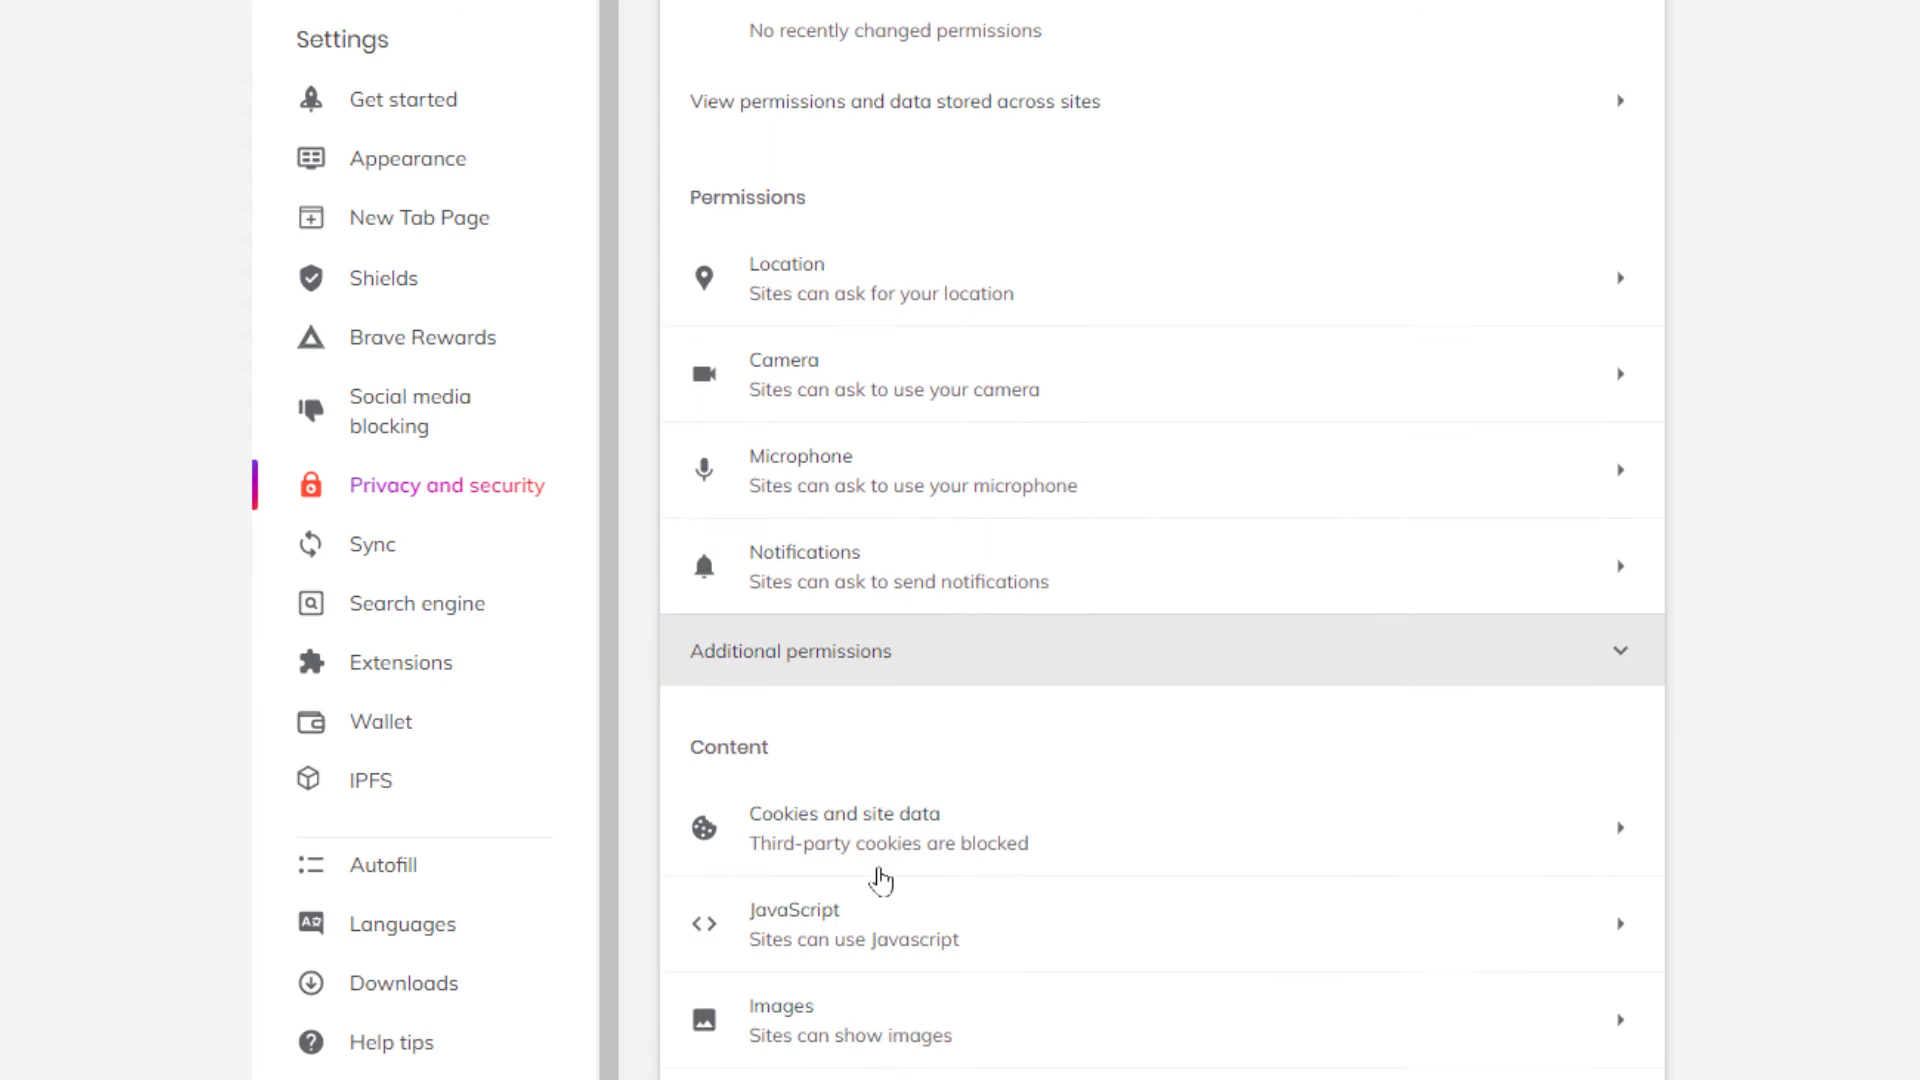 Settings
Get started
Appearance
New Tab Page
Shields
Brave Rewards
Social media
blocking
Privacy and security
Sync
Search engine
Extensions
Wallet
IPFS
Autofill
Languages
Downloads
Help tips
No recently changed permissions
View permissions and data stored across sites
Permissions
Location
Sites can ask for your location
Camera
Sites can ask to use your camera
Microphone
Sites can ask to use your microphone
Notifications
Sites can ask to send notifications
Additional permissions
Content
Cookies and site data
Third-party cookies are blocked
JavaScript
Sites can use Javascript
Images
Sites can show images